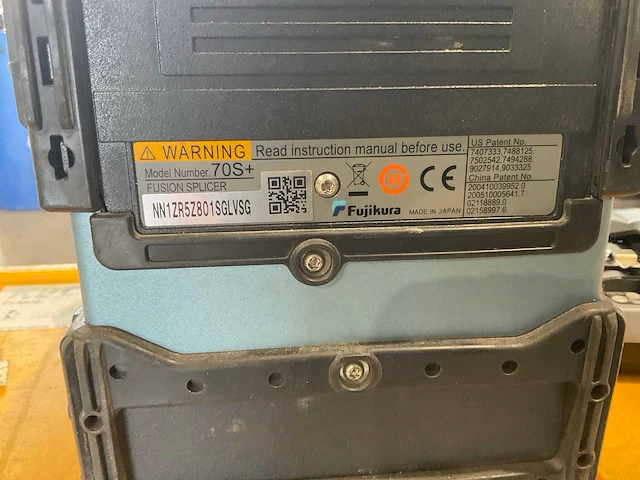 WARNING Read instruction manual before use.
Model Number. 70S+
FUSION SPLICER
NN1ZR5Z801SGLVSG
CE
Fujikura MADE IN JAPAN
US Patent No.
7407333,7488125,
7502542,7494288
9027914,9033325
China Patent No.
200410039952.0
200510005641.7
02118889.0
02158997.6